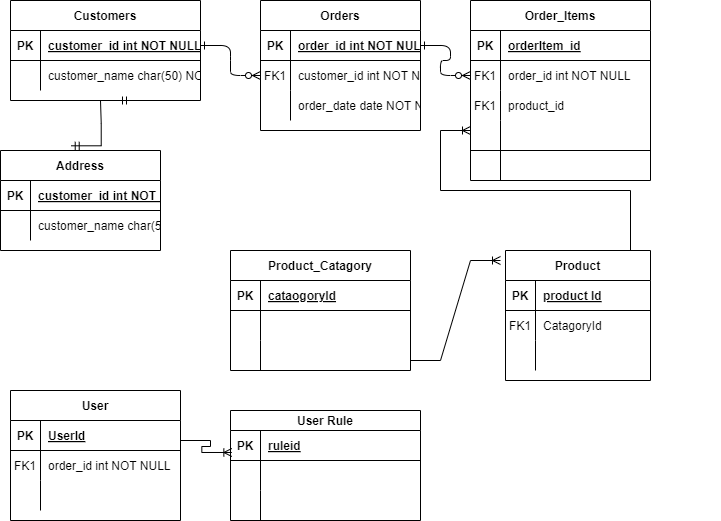 Customers
PK customer_id int NOT NULL
customer_name char(50) NO
Orders
PK order_id int NOT NUL
FK1 customer_id int NOT N
order_date date NOT N
Order_Items
PK orderItem_id
FK1 order_id int NOT NULL
FK1 product_id
Address
PK customer_id int NOT
customer_name char(5
Product_Catagory
PK cataogoryId
Product
PK product Id
FK1 CatagoryId
User
PK UserId
FK1 order_id int NOT NULL
User Rule
PK ruleid